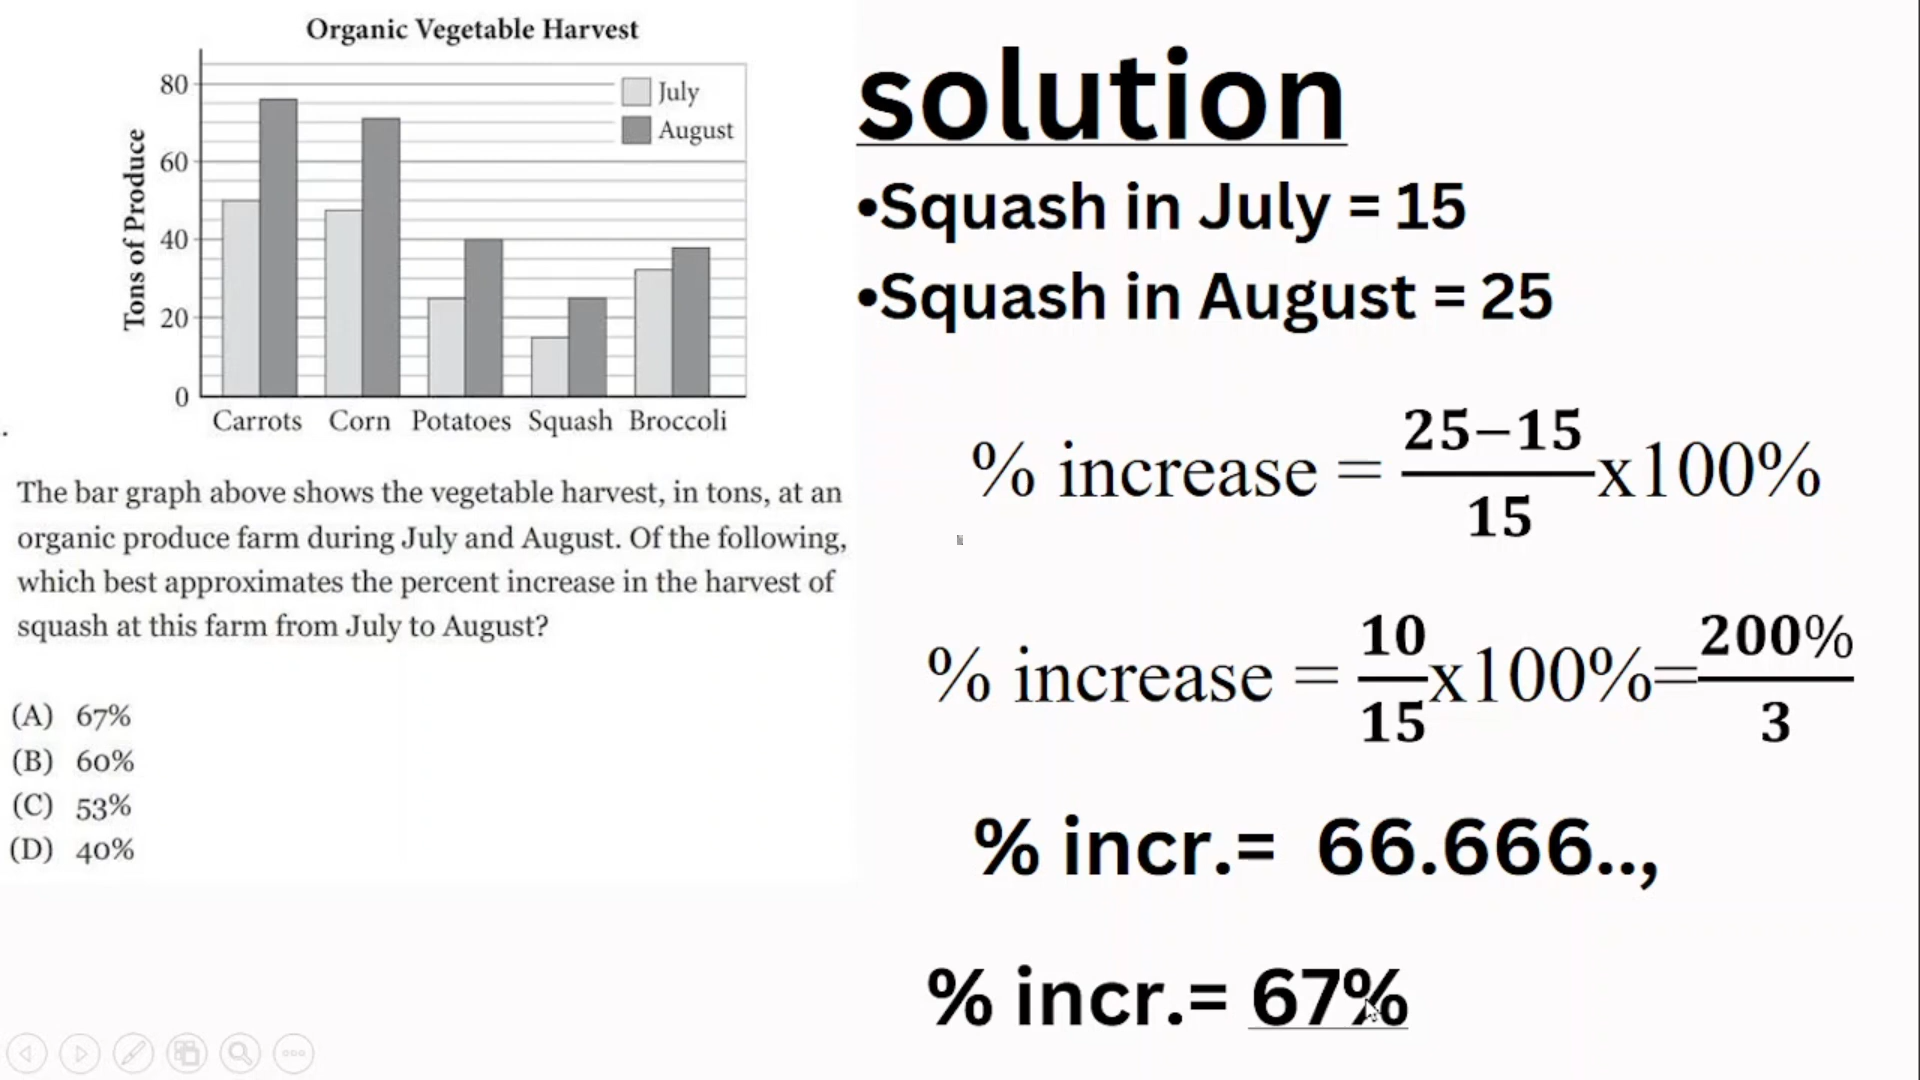 Organic Vegetable Harvest
80
60
40
20
0
Tons of Produce
July
August
Carrots Corn Potatoes Squash Broccoli
.
The bar graph above shows the vegetable harvest, in tons, at an
organic produce farm during July and August. Of the following,
which best approximates the percent increase in the harvest of
squash at this farm from July to August?
(A) 67%
(B) 60%
(C) 53%
(D) 40%
solution
•Squash in July = 15
•Squash in August = 25
% increase = 25−15/15 x100%
% increase = 10/15 x100%=200%/3
% incr.= 66.666..,
% incr.= 67%